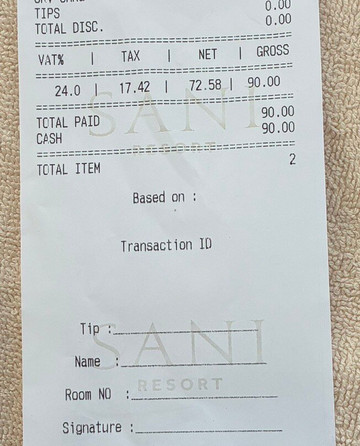 TIPS 0.00
TOTAL DISC. 0.00
VAT% | TAX | NET | GROSS
24.0 | 17.42 | 72.58 | 90.00
TOTAL PAID 90.00
CASH 90.00
TOTAL ITEM 2
SANI
RESORT
Based on :
Transaction ID
SANI
RESORT
Tip :
Name :
Room NO :
Signature :